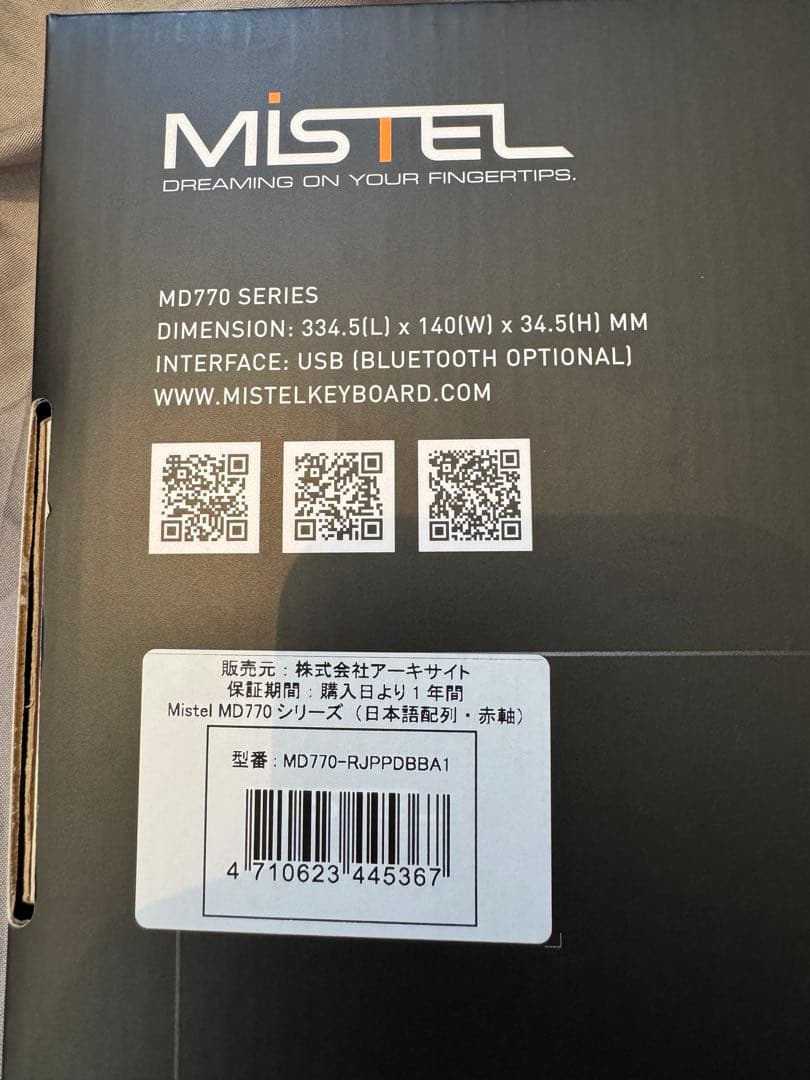 MiSTEL
DREAMING ON YOUR FINGERTIPS.
MD770 SERIES
DIMENSION: 334.5(L) x 140(W) x 34.5(H) MM
INTERFACE: USB (BLUETOOTH OPTIONAL)
WWW.MISTELKEYBOARD.COM
販売元：株式会社アーキサイト
保証期間：購入日より1年間
Mistel MD770 シリーズ（日本語配列・赤軸）
型番：MD770-RJPPDBBA1
4 710623 445367